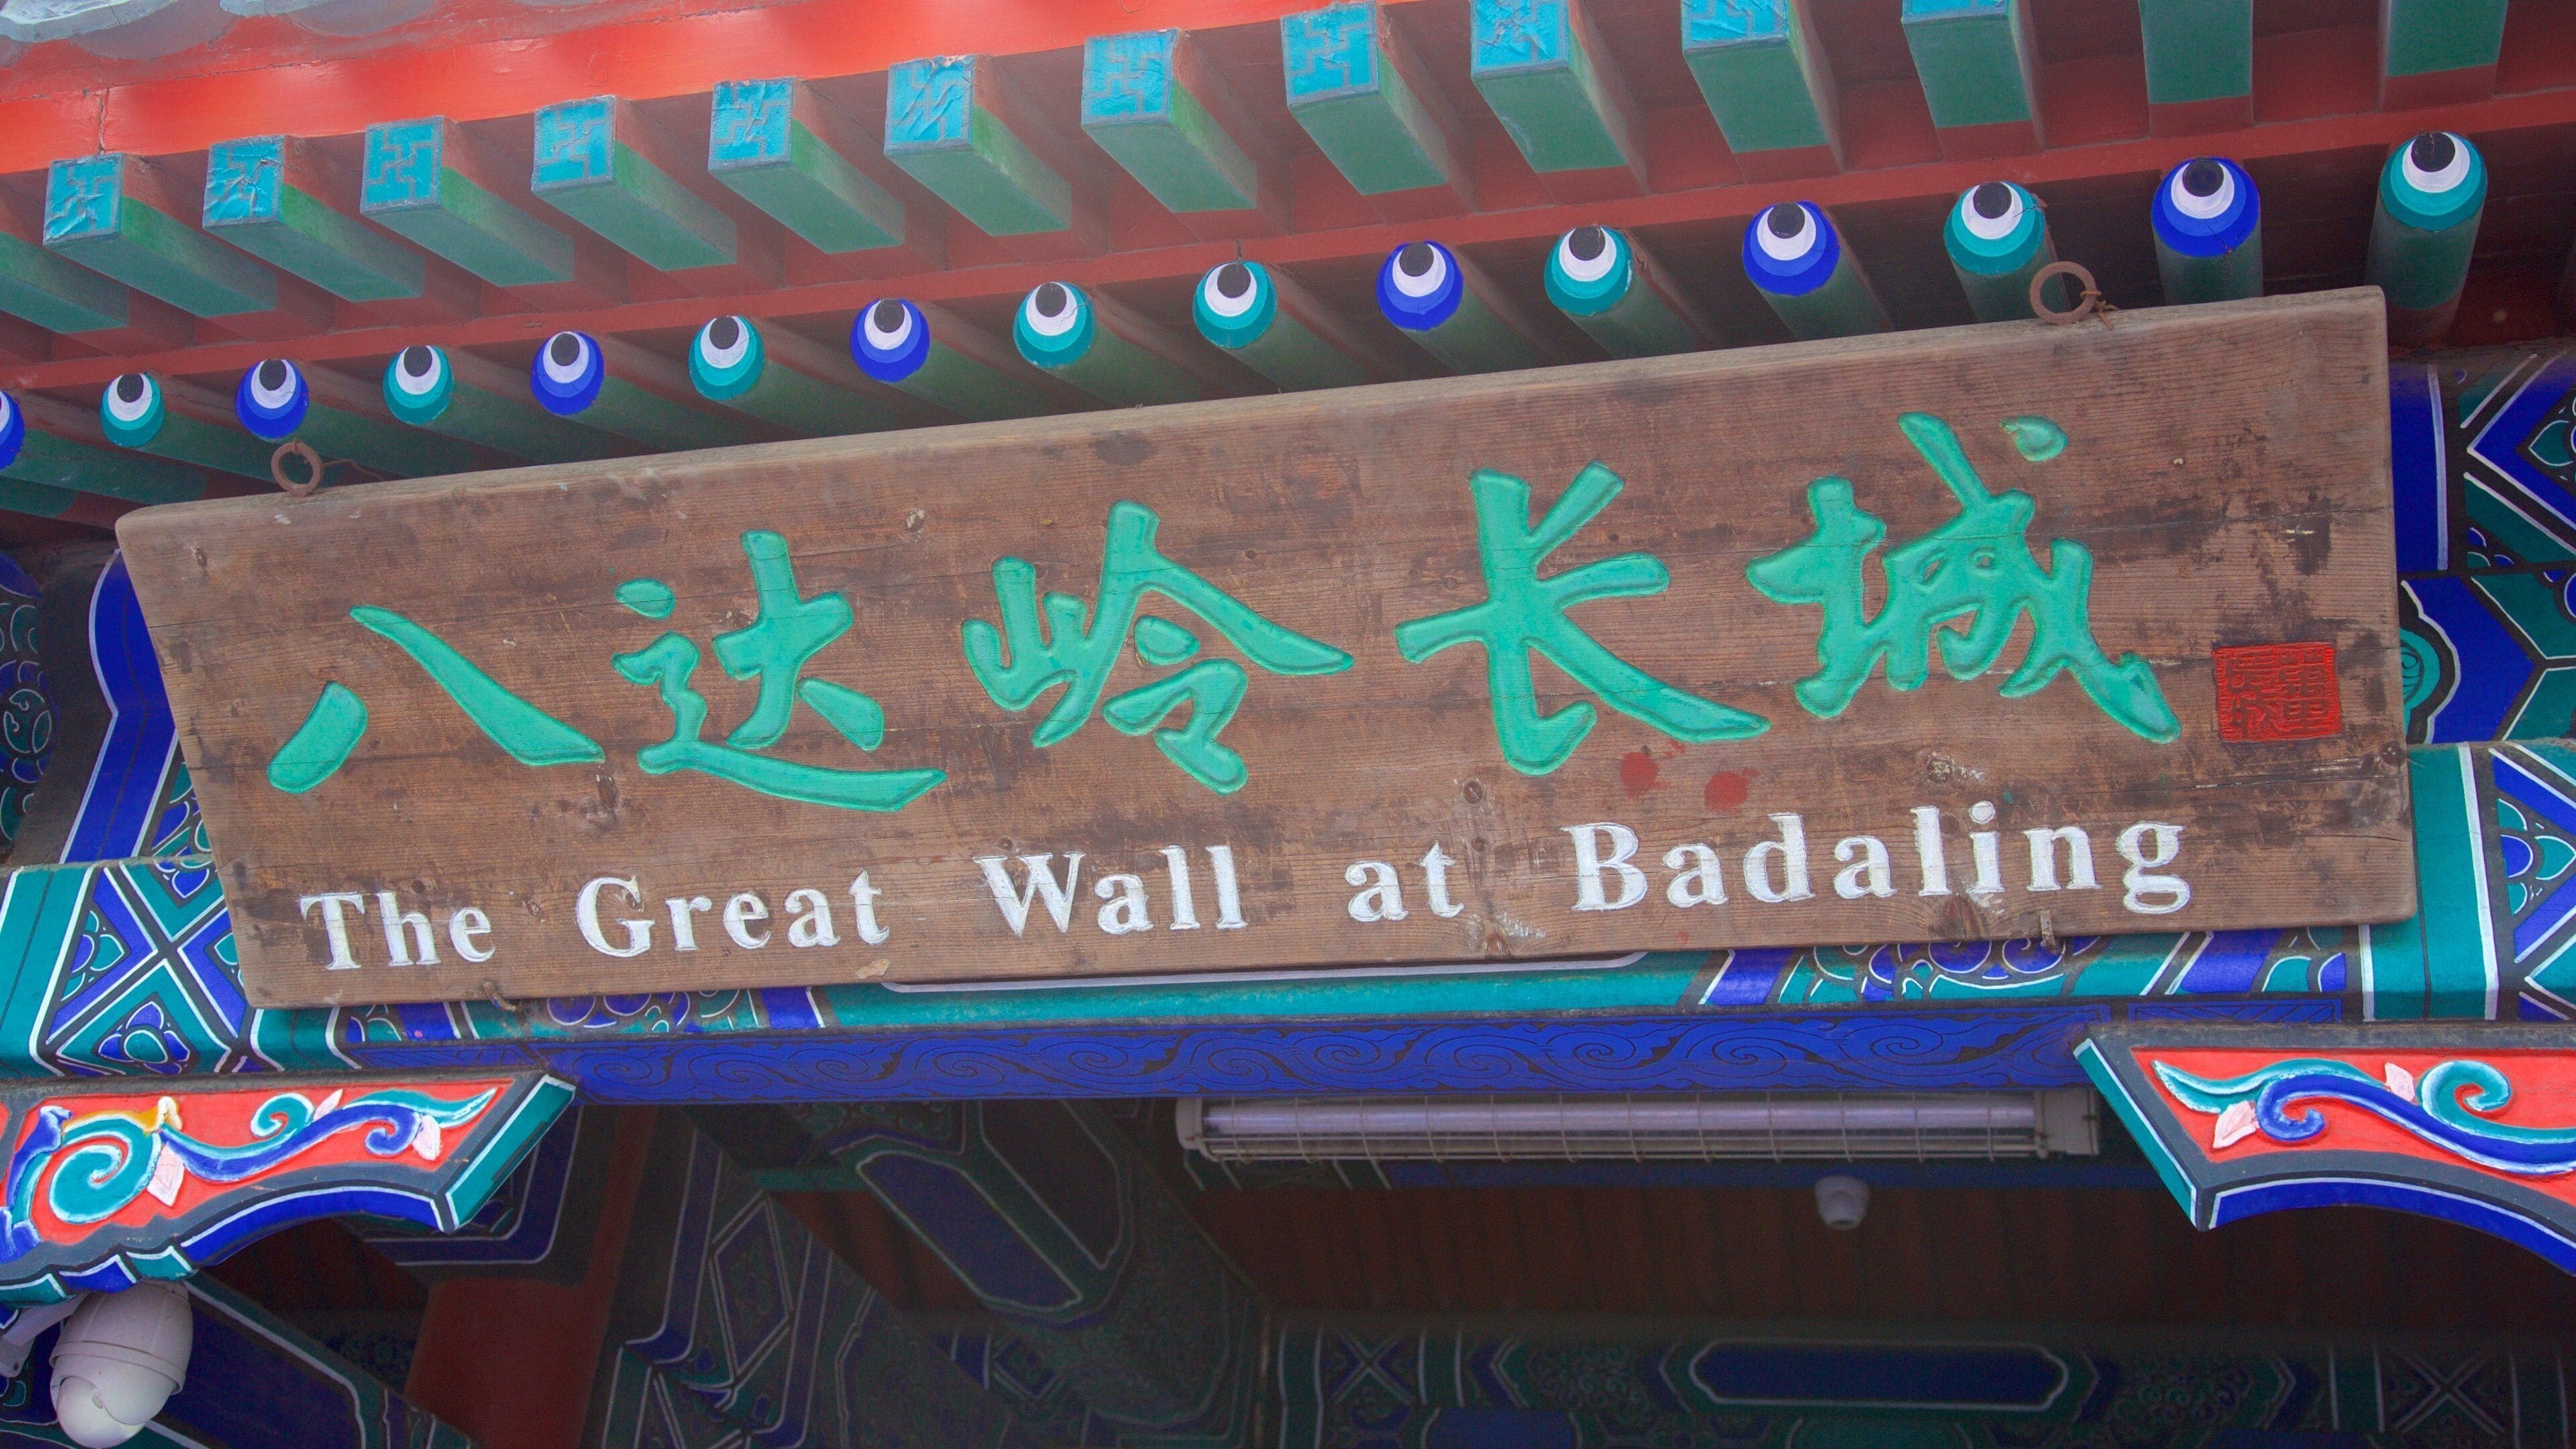 八达岭长城
The Great Wall at Badaling